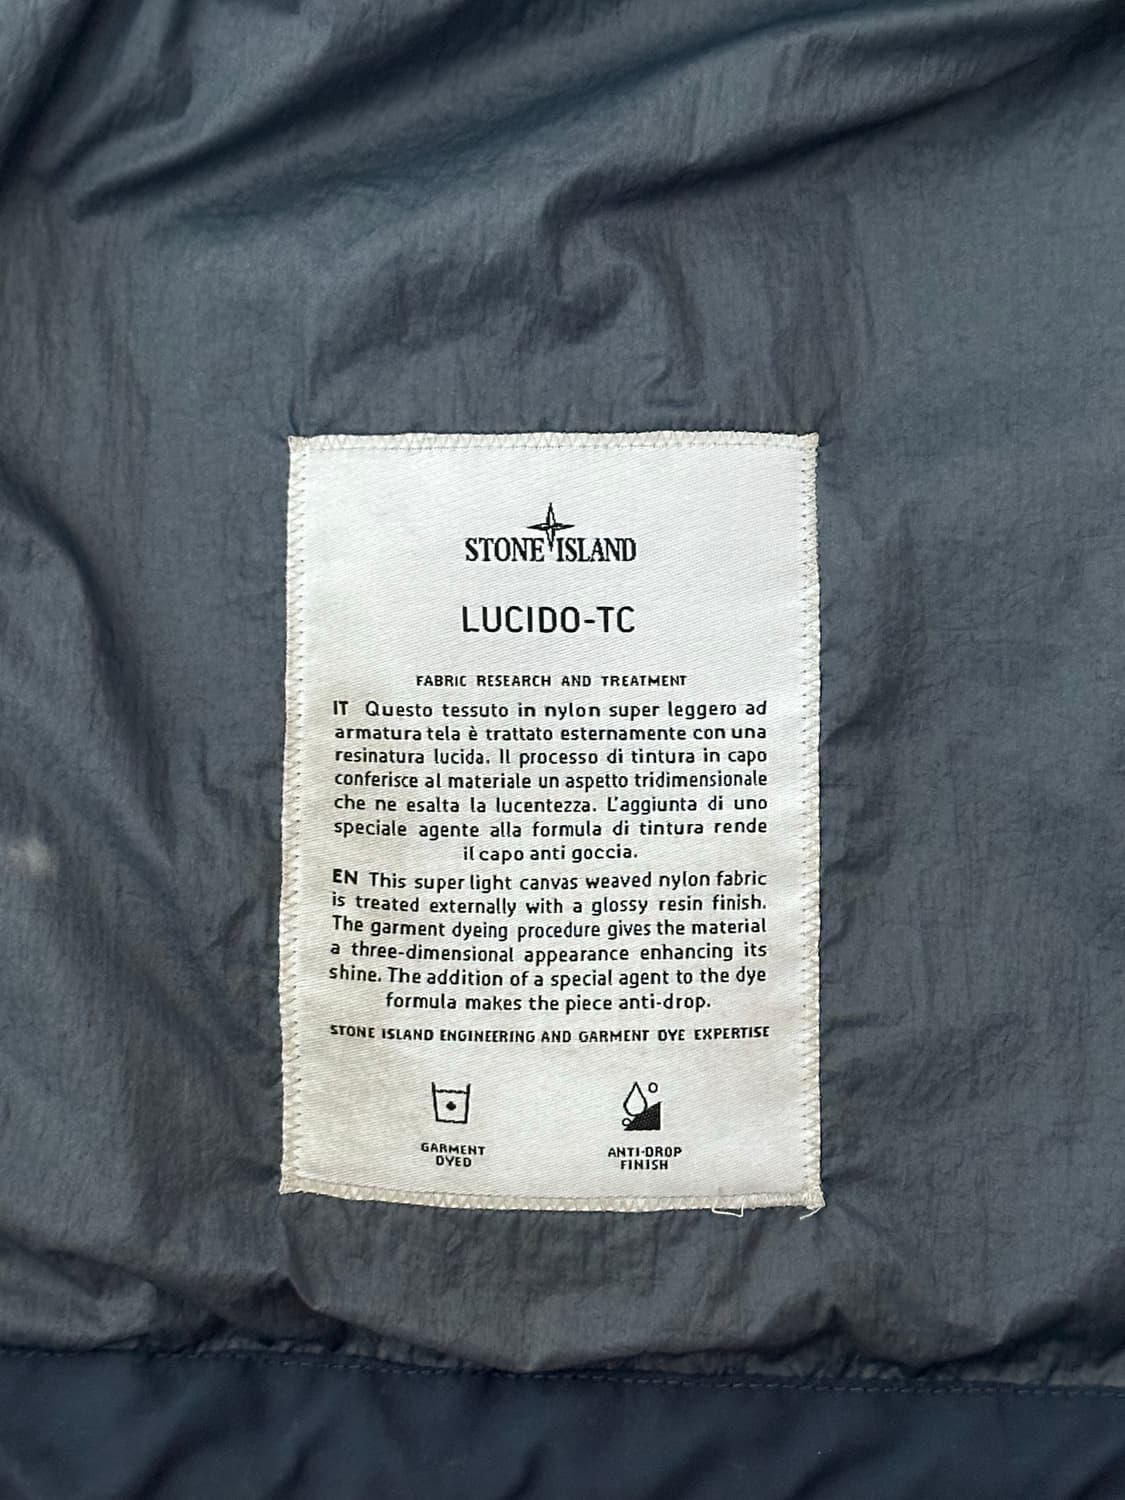 STONE ISLAND
LUCIDO-TC
FABRIC RESEARCH AND TREATMENT
IT Questo tessuto in nylon super leggero ad
armatura tela è trattato esternamente con una
resinatura lucida. Il processo di tintura in capo
conferisce al materiale un aspetto tridimensionale
che ne esalta la lucentezza. L'aggiunta di uno
speciale agente alla formula di tintura rende
il capo anti goccia.
EN This super light canvas weaved nylon fabric
is treated externally with a glossy resin finish.
The garment dyeing procedure gives the material
a three-dimensional appearance enhancing its
shine. The addition of a special agent to the dye
formula makes the piece anti-drop.
STONE ISLAND ENGINEERING AND GARMENT DYE EXPERTISE
GARMENT
DYED
ANTI-DROP
FINISH